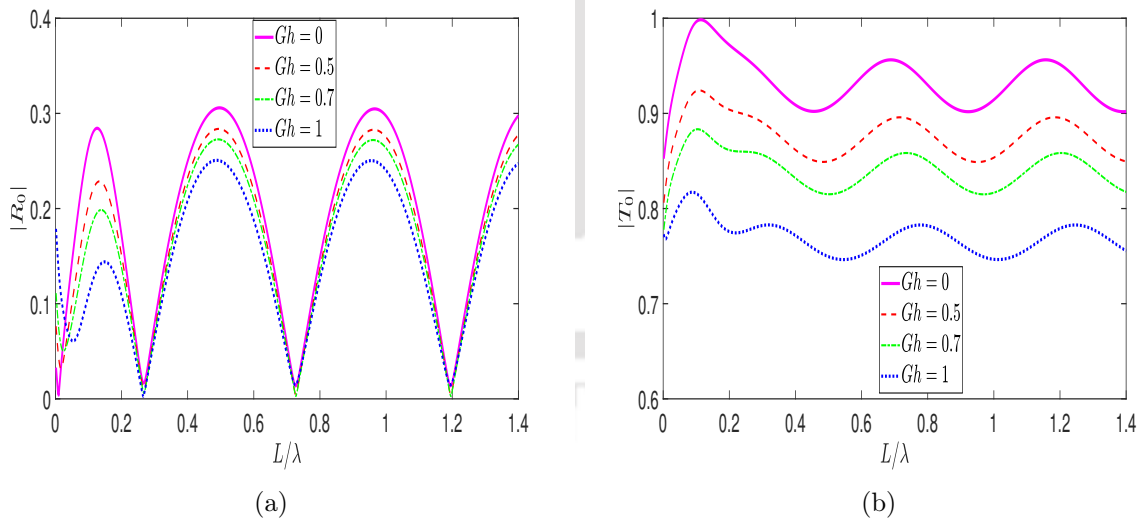 0.4
0.3
0.2
0.1
0
|R₀|
Gh = 0
Gh = 0.5
Gh = 0.7
Gh = 1
0 0.2 0.4 0.6 0.8 1 1.2 1.4
L/λ
(a)
1
0.9
0.8
0.7
0.6
|T₀|
Gh = 0
Gh = 0.5
Gh = 0.7
Gh = 1
0 0.2 0.4 0.6 0.8 1 1.2 1.4
L/λ
(b)